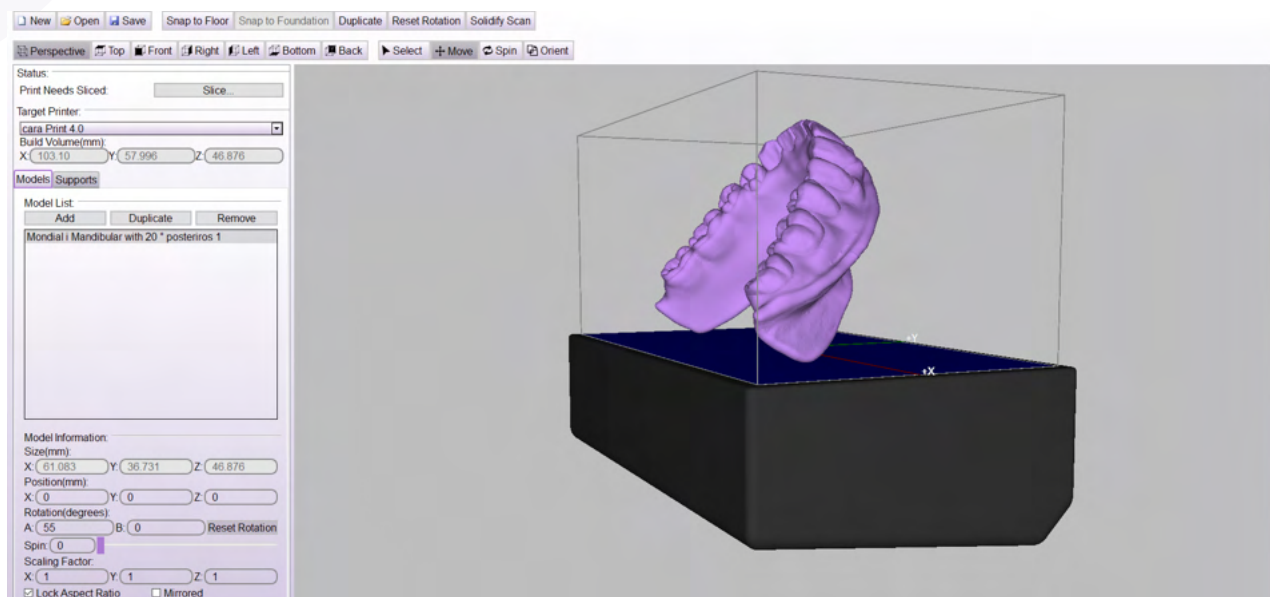 New Open Save Snap to Floor Snap to Foundation Duplicate Reset Rotation Solidify Scan
Perspective Top Front Right Left Bottom Back Select Move Spin Orient
Status:
Print Needs Sliced: Slice...
Target Printer:
cara Print 4.0
Build Volume(mm):
X: 103.10 Y: 57.996 Z: 46.876
Models Supports
Model List:
Add Duplicate Remove
Mondial i Mandibular with 20 ° posteriros 1
+Y
+X
Model Information:
Size(mm):
X: 61.083 Y: 36.731 Z: 46.876
Position(mm):
X: 0 Y: 0 Z: 0
Rotation(degrees):
A: 55 B: 0 Reset Rotation
Spin: 0
Scaling Factor:
X: 1 Y: 1 Z: 1
Lock Aspect Ratio Mirrored